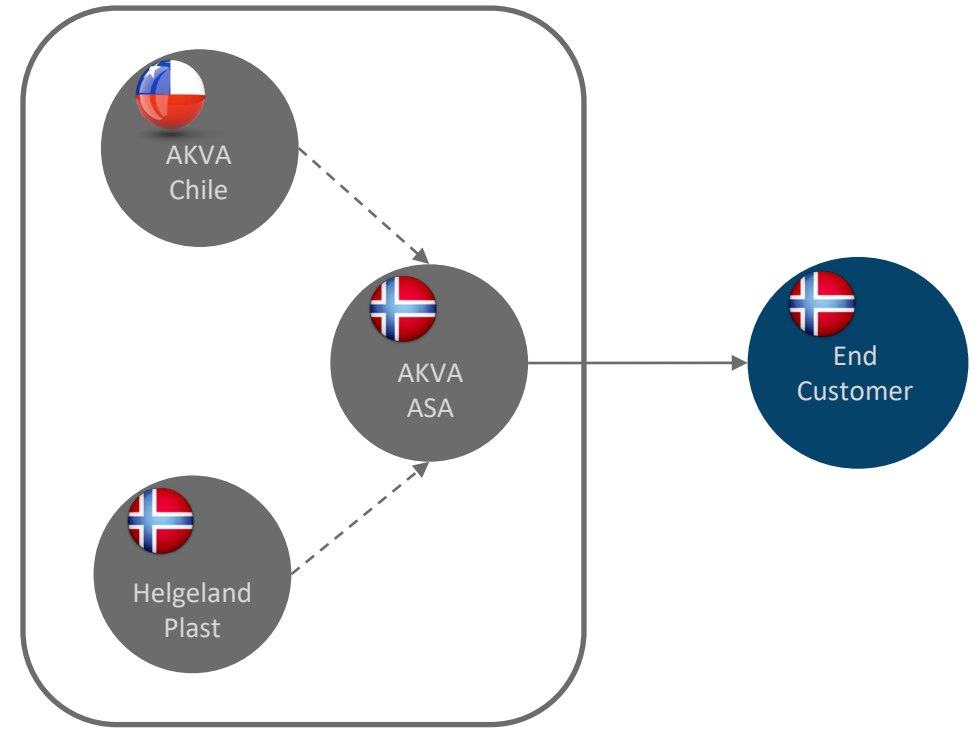 AKVA
Chile
AKVA
ASA
End
Customer
Helgeland
Plast